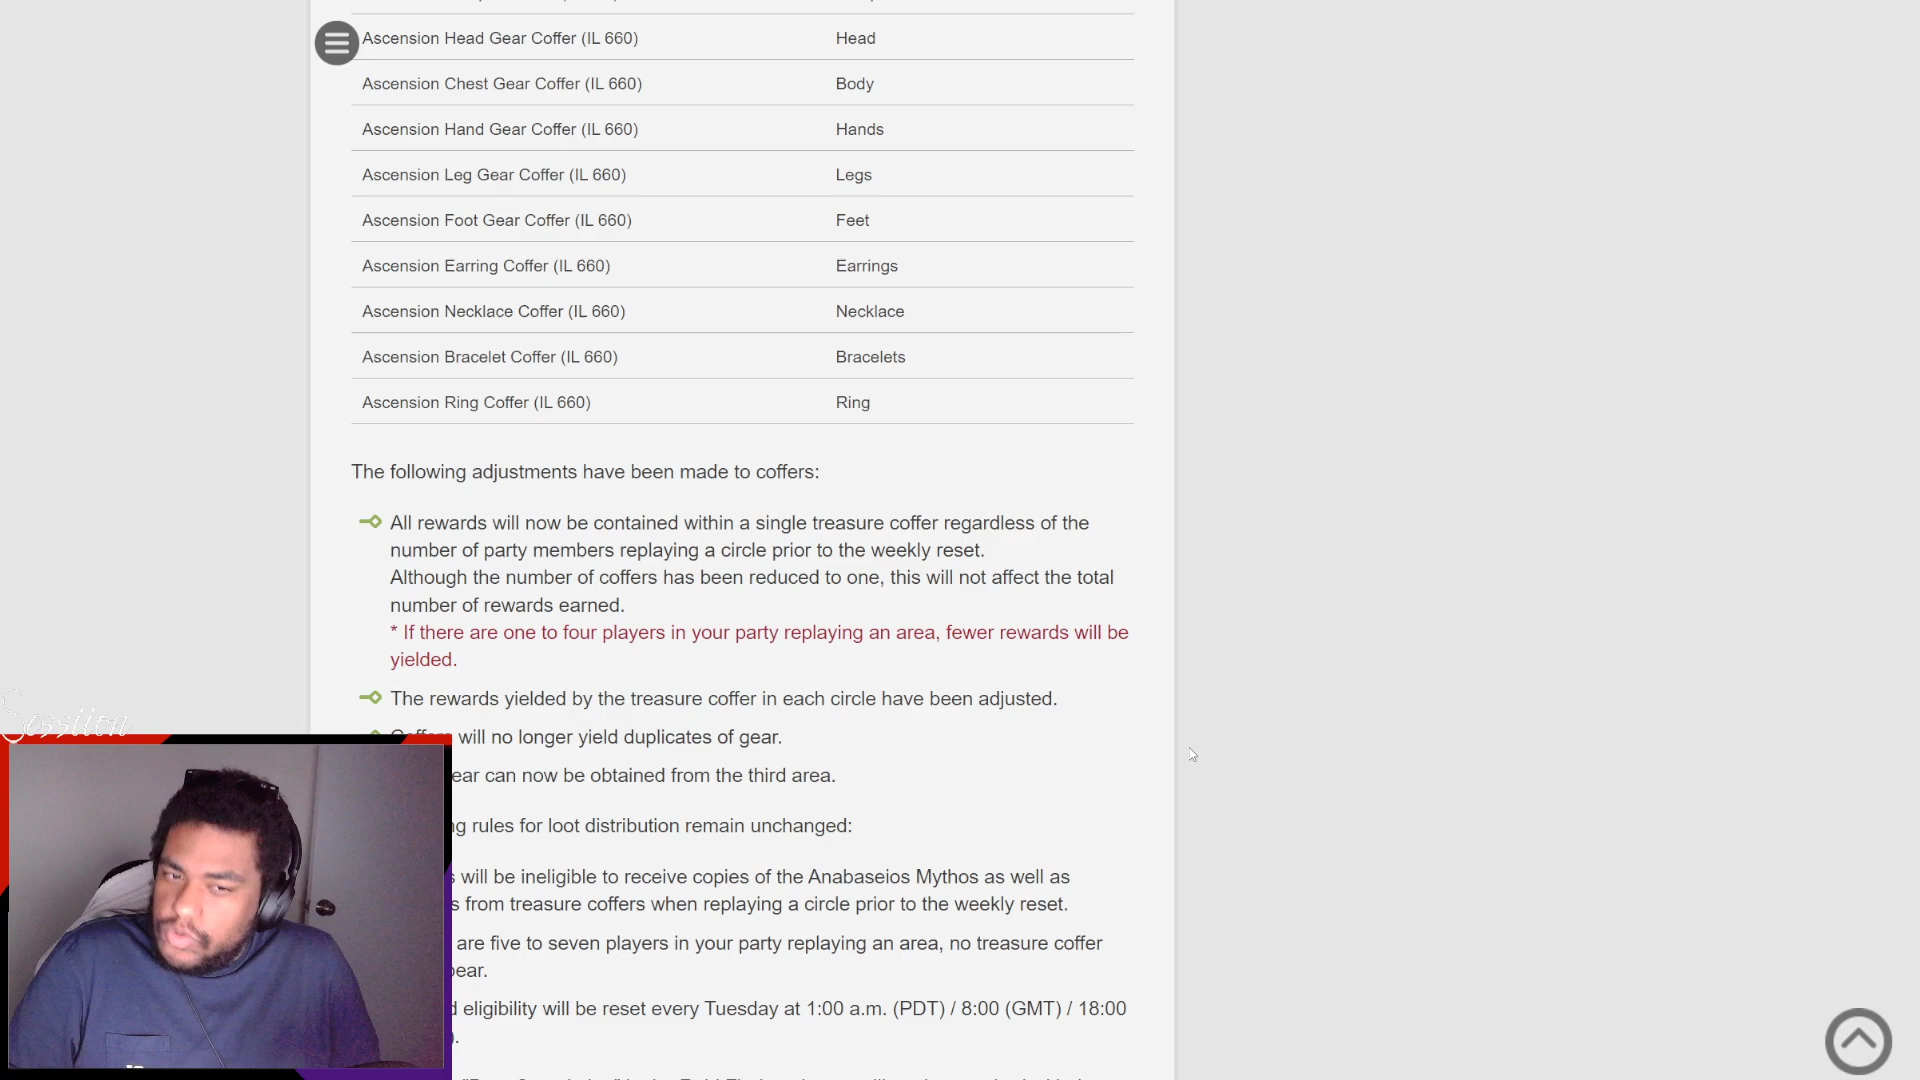 Ascension Head Gear Coffer (IL 660) Head
Ascension Chest Gear Coffer (IL 660) Body
Ascension Hand Gear Coffer (IL 660) Hands
Ascension Leg Gear Coffer (IL 660) Legs
Ascension Foot Gear Coffer (IL 660) Feet
Ascension Earring Coffer (IL 660) Earrings
Ascension Necklace Coffer (IL 660) Necklace
Ascension Bracelet Coffer (IL 660) Bracelets
Ascension Ring Coffer (IL 660) Ring
The following adjustments have been made to coffers:
All rewards will now be contained within a single treasure coffer regardless of the
number of party members replaying a circle prior to the weekly reset.
Although the number of coffers has been reduced to one, this will not affect the total
number of rewards earned.
* If there are one to four players in your party replaying an area, fewer rewards will be
yielded.
The rewards yielded by the treasure coffer in each circle have been adjusted.
Coffers will no longer yield duplicates of gear.
ear can now be obtained from the third area.
rules for loot distribution remain unchanged:
will be ineligible to receive copies of the Anabaseios Mythos as well as
from treasure coffers when replaying a circle prior to the weekly reset.
are five to seven players in your party replaying an area, no treasure coffer
eligibility will be reset every Tuesday at 1:00 a.m. (PDT) / 8:00 (GMT) / 18:00
Sessiion